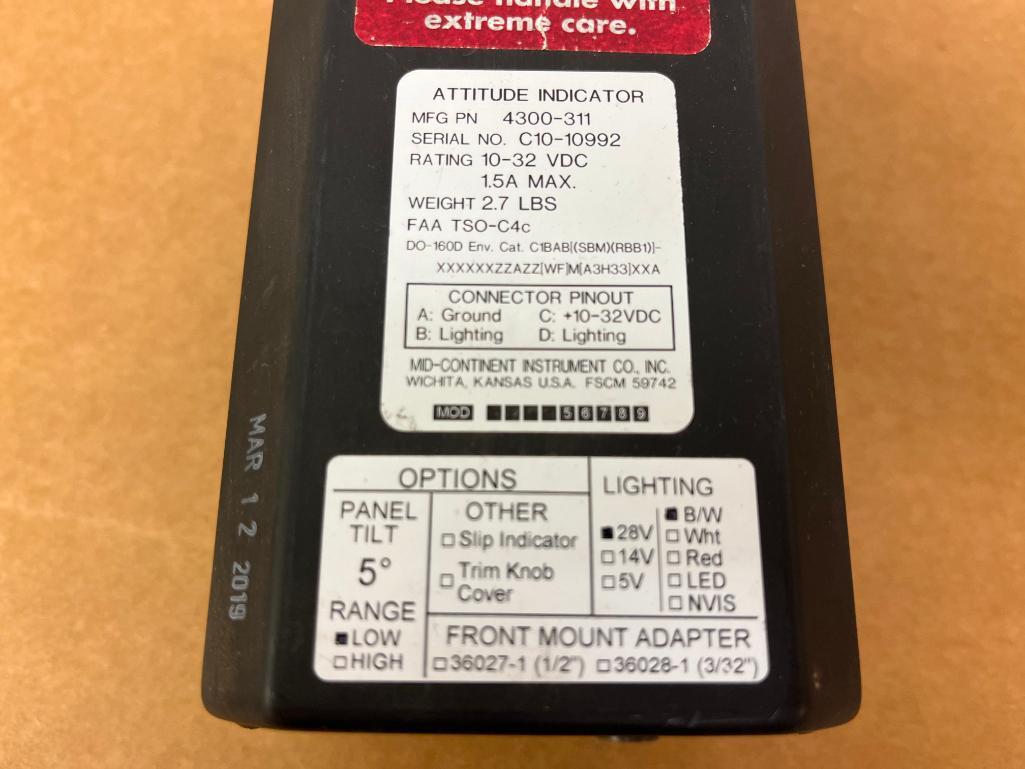 Please handle with
extreme care.
ATTITUDE INDICATOR
MFG PN 4300-311
SERIAL NO. C10-10992
RATING 10-32 VDC
1.5A MAX.
WEIGHT 2.7 LBS
FAA TSO-C4c
DO-160D Env. Cat. C1BAB[(SBM)(RBB1)]-
XXXXXXZZAZZ[WF]M[A3H33]XXA
CONNECTOR PINOUT
A: Ground C: +10-32VDC
B: Lighting D: Lighting
MID-CONTINENT INSTRUMENT CO., INC.
WICHITA, KANSAS U.S.A. FSCM 59742
MOD ■ ■ ■ ■ 5 6 7 8 9
MAR 12 2019
OPTIONS
PANEL
TILT
5°
RANGE
■LOW
□HIGH
OTHER
□Slip Indicator
□Trim Knob
Cover
LIGHTING
■28V
□14V
□5V
■B/W
□Wht
□Red
□LED
□NVIS
FRONT MOUNT ADAPTER
□36027-1 (1/2") □36028-1 (3/32")